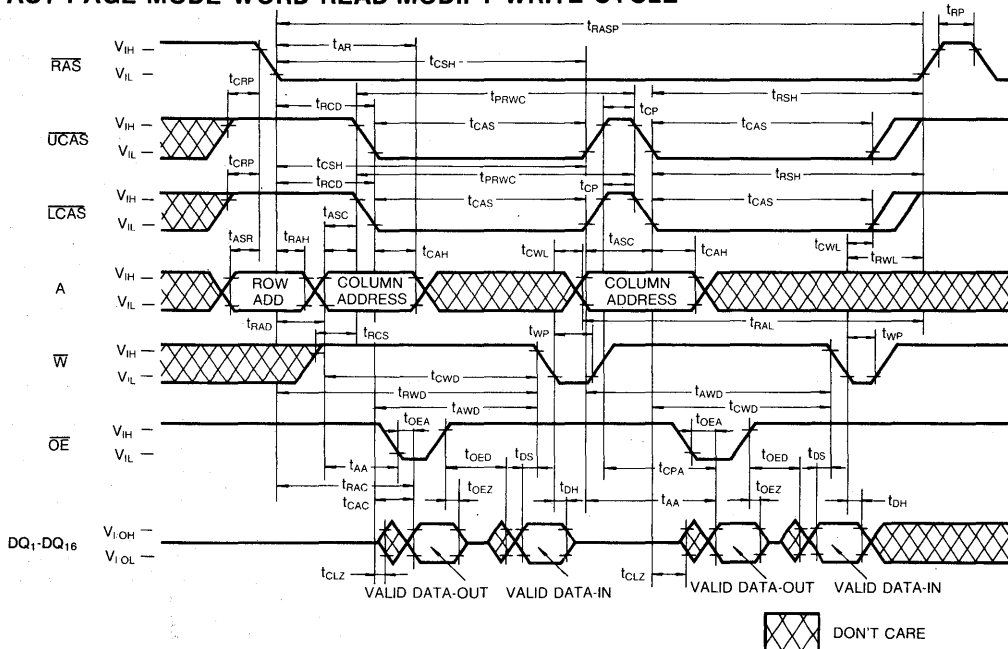 AST PAGE MODE WORD READ-MODIFY-WRITE CYCLE
tRASP tRP
tAR
RAS VIH
VIL
tCSH
tCRP
tRCD tPRWC tRSH
tCP
UCAS VIH
VIL
tCAS tCAS
tCRP
tCSH
tRCD tPRWC tRSH
tCP
LCAS VIH
VIL
tCAS tCAS
tASC
tASR tRAH tCAH tCWL tASC tCAH tCWL
tRWL
A VIH
VIL
ROW ADD
COLUMN ADDRESS
COLUMN ADDRESS
tRAD tRCS tRAL
tWP tWP
W VIH
VIL
tCWD tAWD
tRWD tCWD
tAWD
OE VIH
VIL
tOEA tOEA
tAA tOED tDS tCPA tOED tDS
tRAC tOEZ tOEZ
tCAC tDH tAA tDH
DQ1-DQ16 VI/OH
VI/OL
tCLZ tCLZ
VALID DATA-OUT VALID DATA-IN VALID DATA-OUT VALID DATA-IN
DON'T CARE